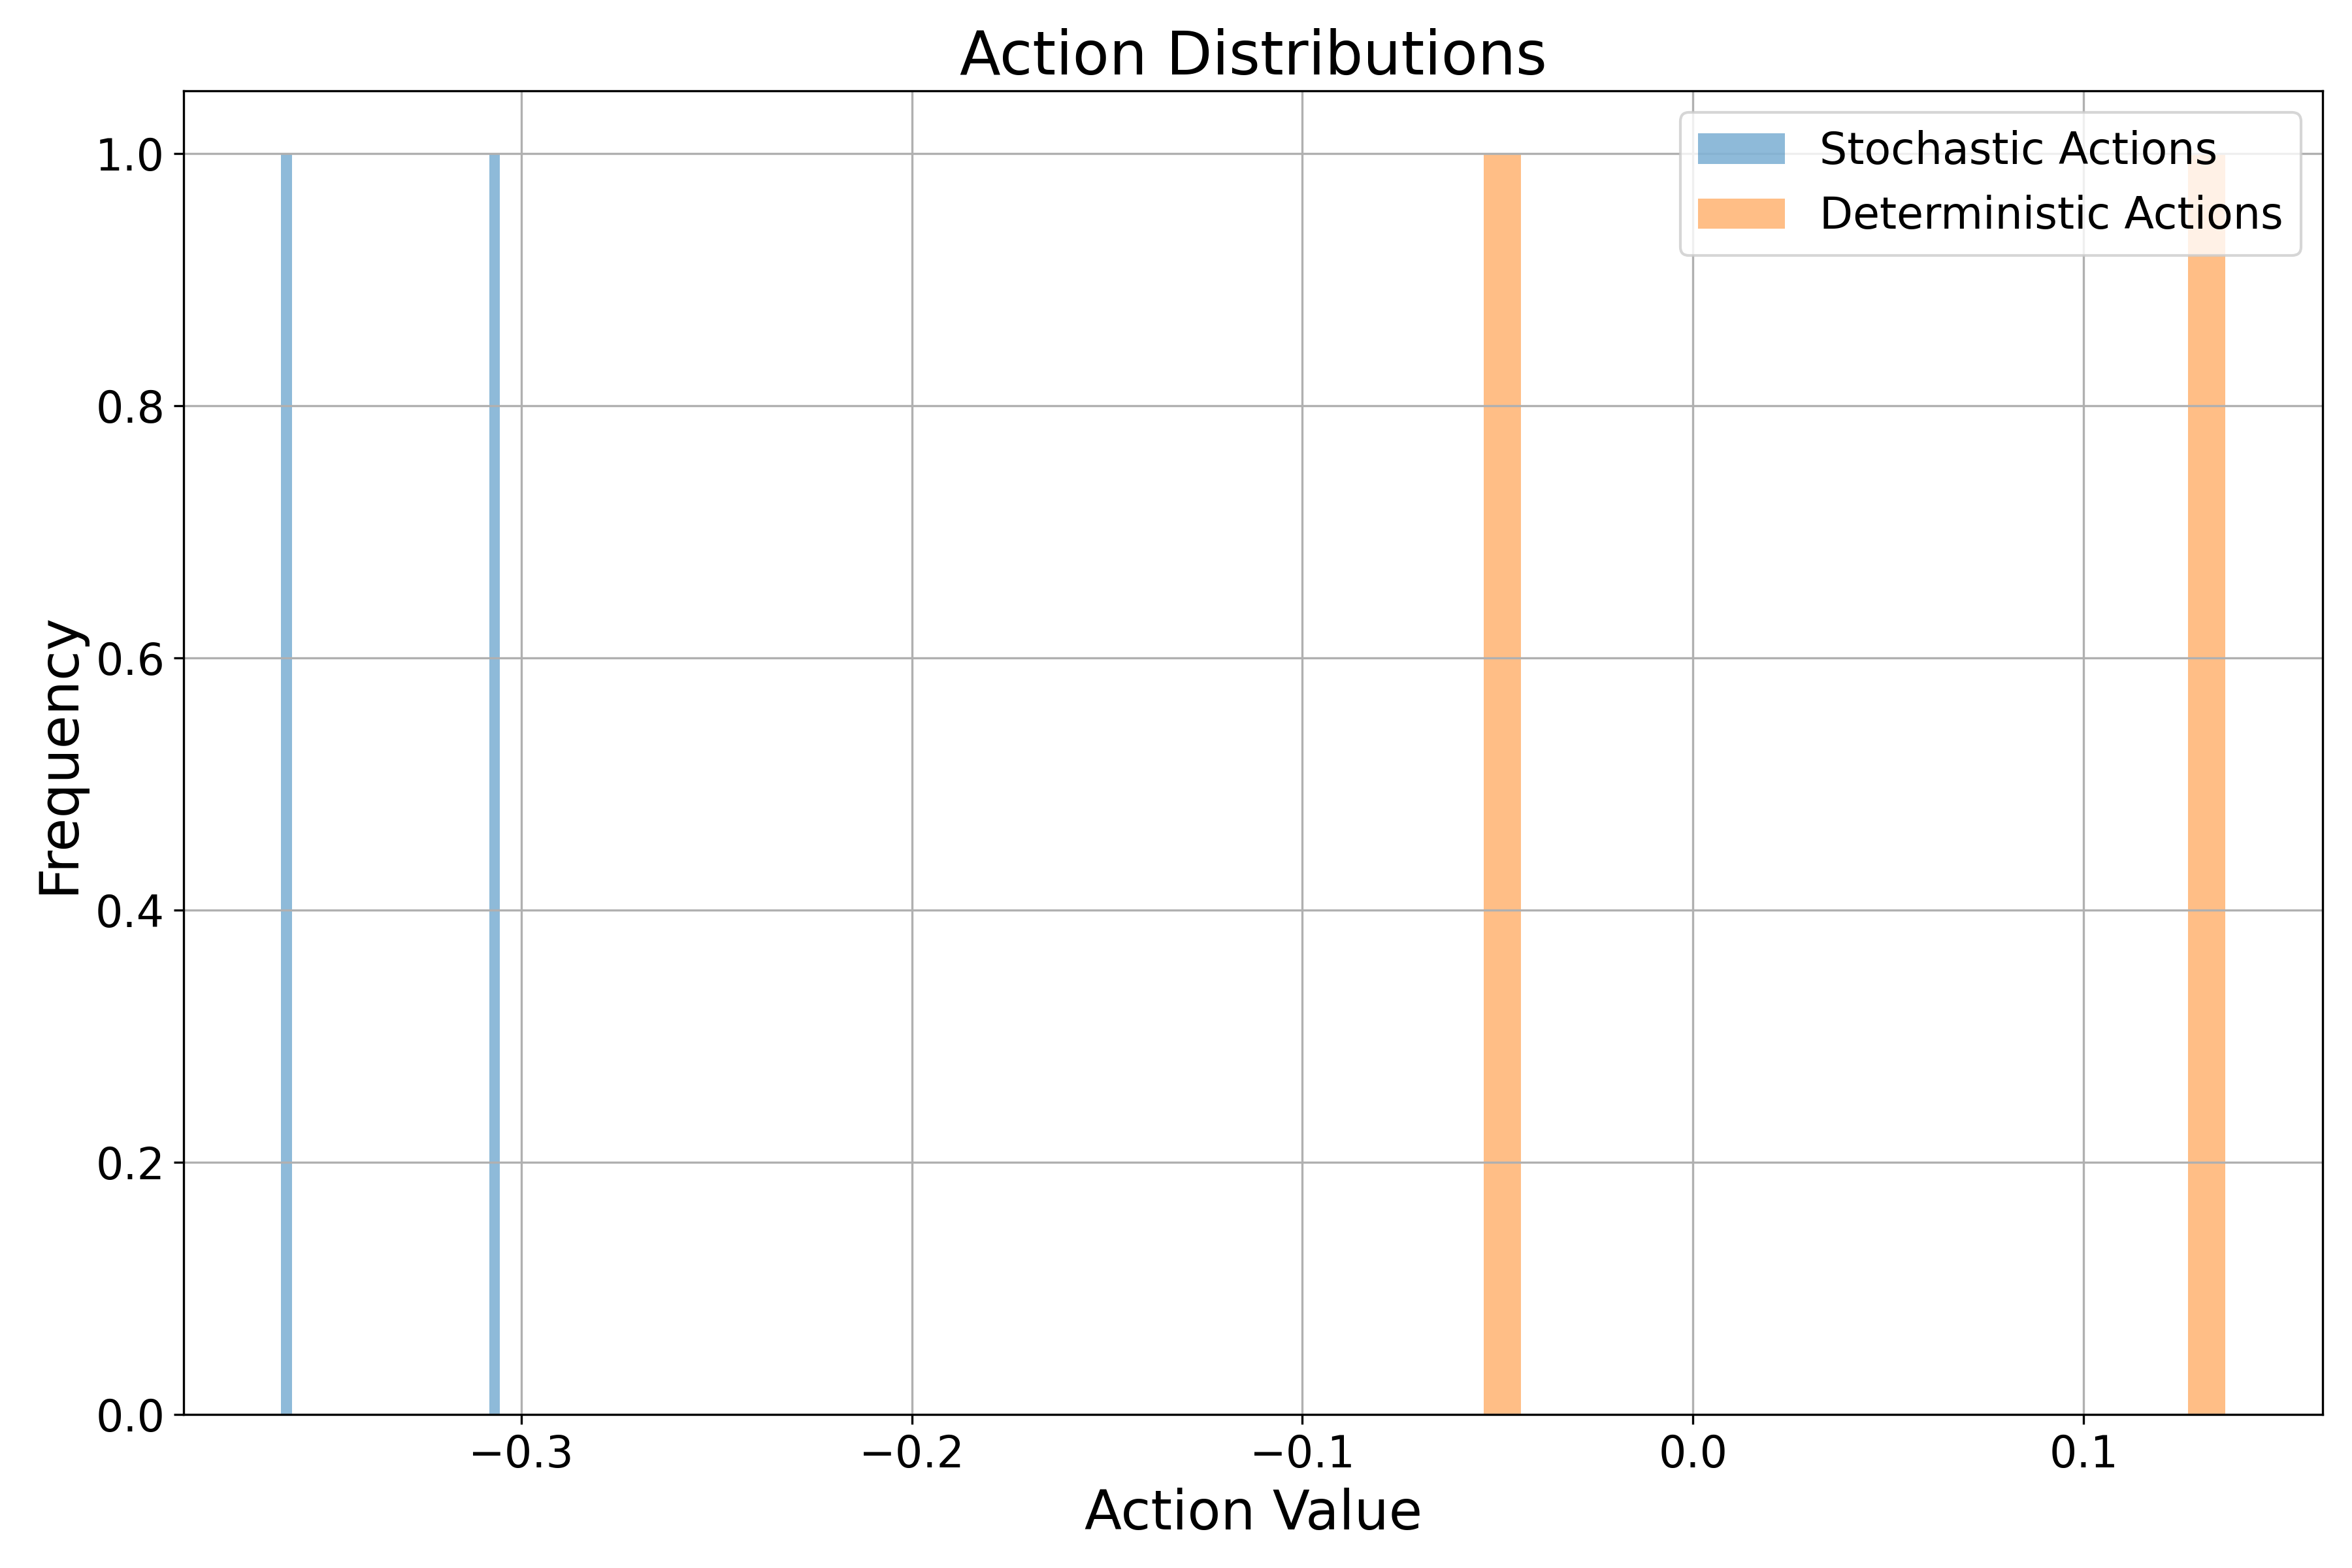 Action Distributions
Stochastic Actions
Deterministic Actions
1.0
0.8
0.6
0.4
0.2
0.0
Frequency
−0.3
−0.2
−0.1
0.0
0.1
Action Value